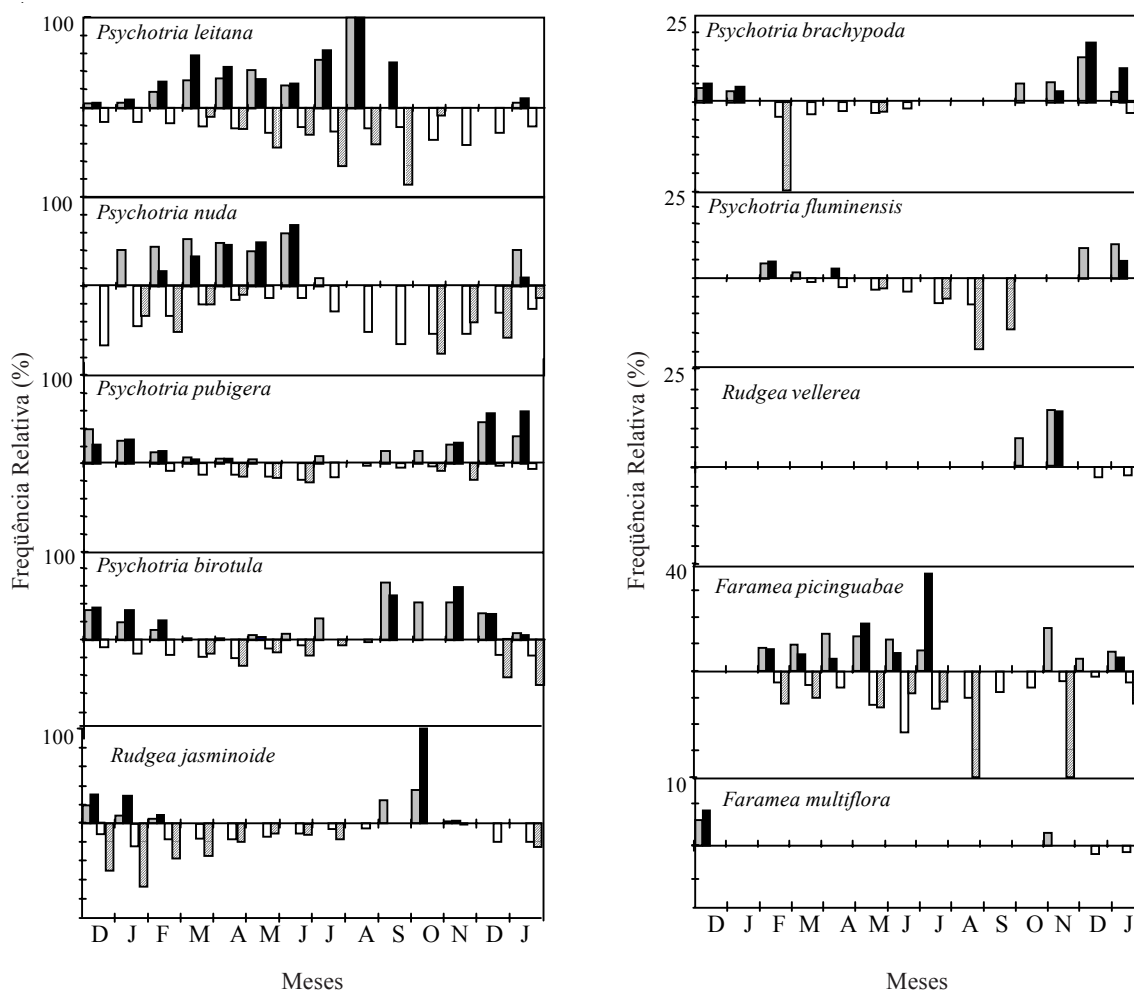 100
Psychotria leitana
100
Psychotria nuda
100
Psychotria pubigera
100
Psychotria birotula
100
Rudgea jasminoide
Freqüência Relativa (%)
D J F M A M J J A S O N D J
Meses
25
Psychotria brachypoda
25
Psychotria fluminensis
25
Rudgea vellerea
40
Faramea picinguabae
10
Faramea multiflora
Freqüência Relativa (%)
D J F M A M J J A S O N D J
Meses